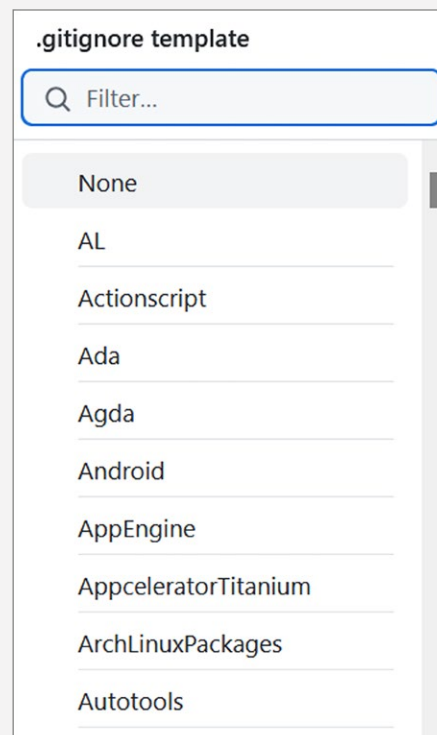 .gitignore template
Filter...
None
AL
Actionscript
Ada
Agda
Android
AppEngine
AppceleratorTitanium
ArchLinuxPackages
Autotools